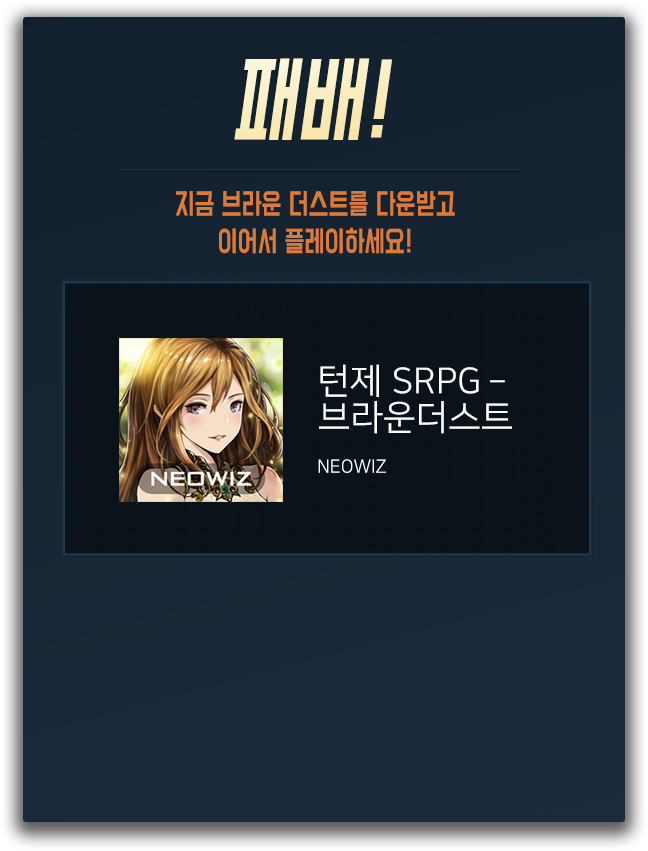 패배!
지금 브라운 더스트를 다운받고
이어서 플레이하세요!
턴제 SRPG –
브라운더스트
NEOWIZ
NEOWIZ